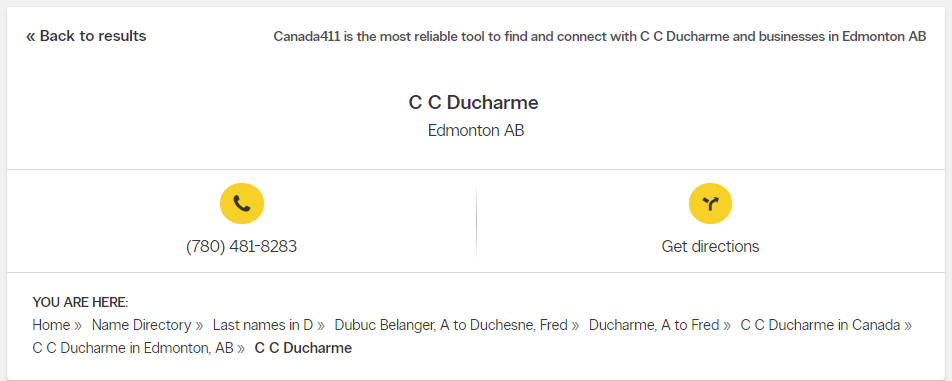 « Back to results
Canada411 is the most reliable tool to find and connect with C C Ducharme and businesses in Edmonton AB
C C Ducharme
Edmonton AB
(780) 481-8283
Get directions
YOU ARE HERE:
Home » Name Directory » Last names in D » Dubuc Belanger, A to Duchesne, Fred » Ducharme, A to Fred » C C Ducharme in Canada »
C C Ducharme in Edmonton, AB » C C Ducharme